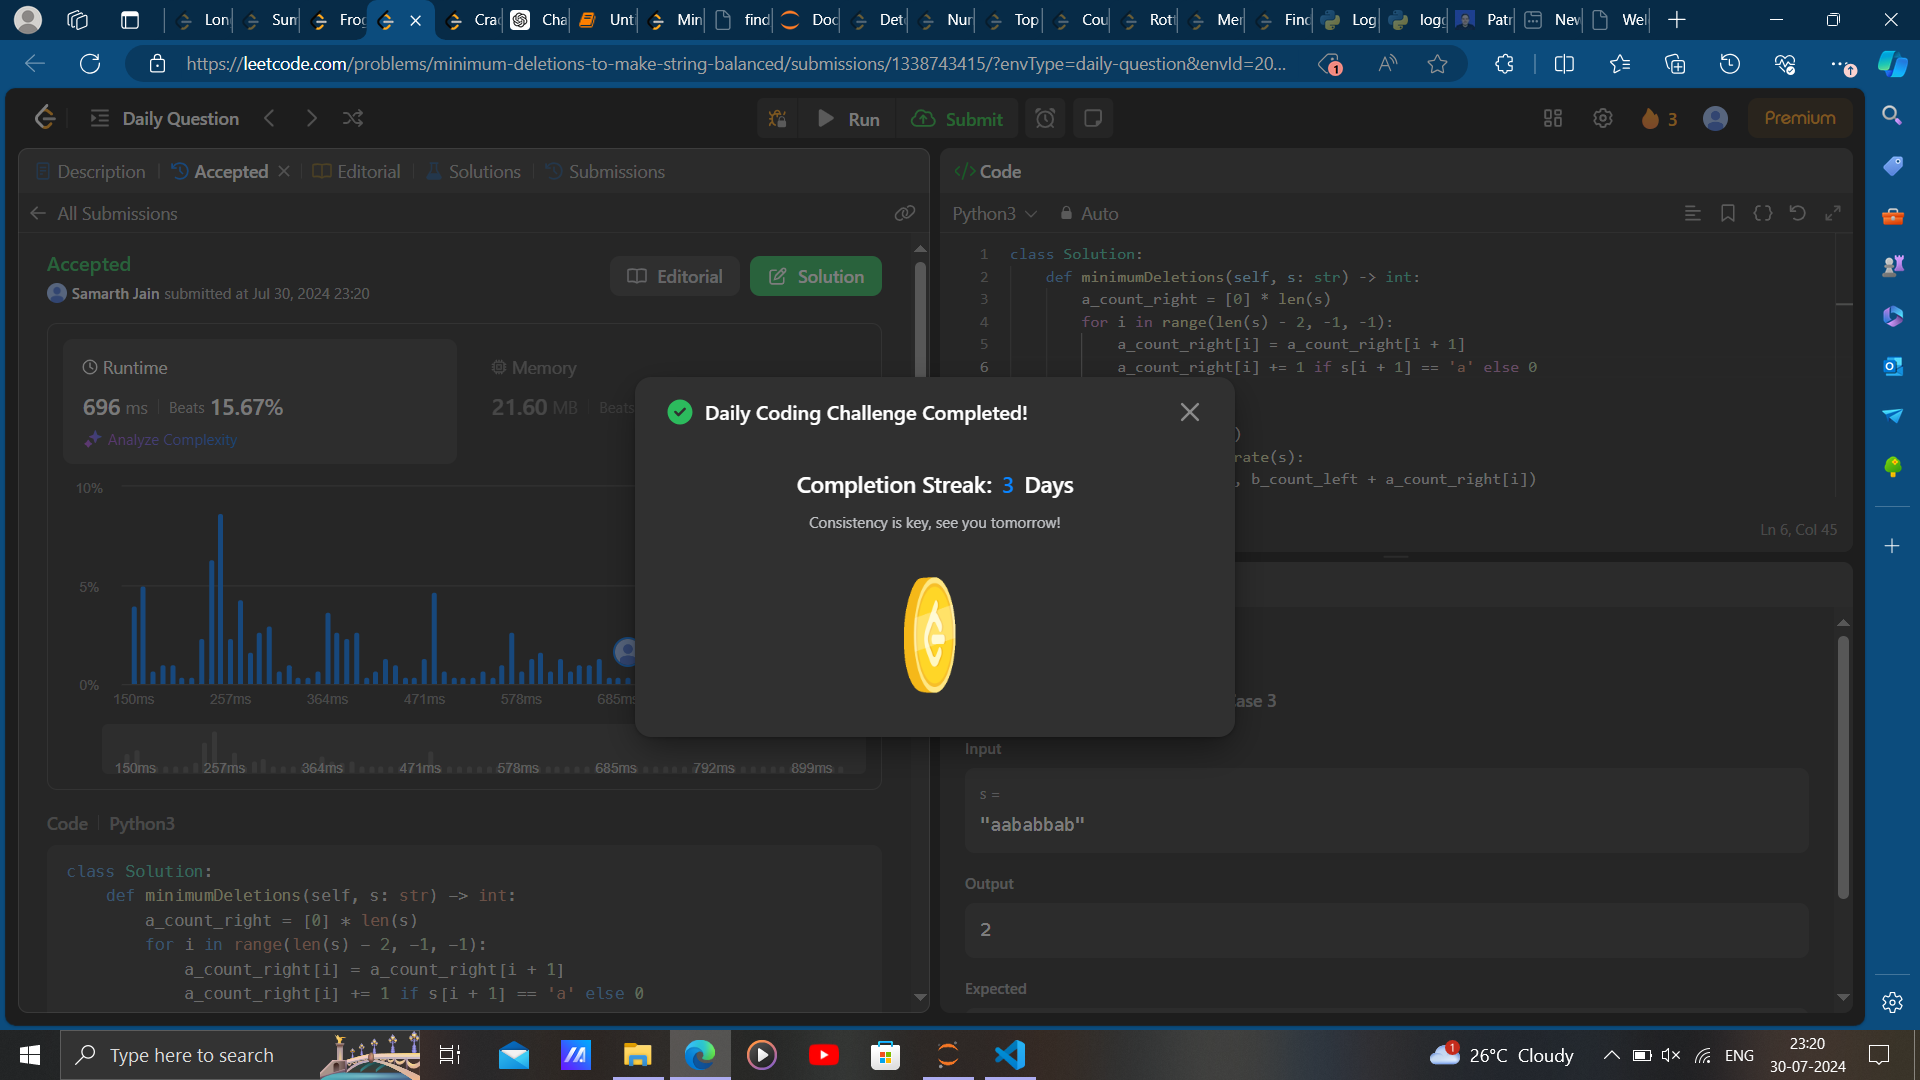 Lon
Sum
Frog
Crac
Cha
Unt
Min
find
Doc
Dete
Num
Top
Cou
Rott
Mer
Find
Log
logg
Patr
New
Wel
https://leetcode.com/problems/minimum-deletions-to-make-string-balanced/submissions/1338743415/?envType=daily-question&envId=20...
1
Daily Question
Run
Submit
3
Premium
Description
Accepted
Editorial
Solutions
Submissions
All Submissions
Accepted
Samarth Jain submitted at Jul 30, 2024 23:20
Editorial
Solution
Runtime
696 ms
Beats 15.67%
Analyze Complexity
Memory
21.60 MB
Beats
10%
5%
0%
150ms 257ms 364ms 471ms 578ms 685ms
150ms 257ms 364ms 471ms 578ms 685ms 792ms 899ms
Code
Python3
class Solution:
def minimumDeletions(self, s: str) -> int:
a_count_right = [0] * len(s)
for i in range(len(s) - 2, -1, -1):
a_count_right[i] = a_count_right[i + 1]
a_count_right[i] += 1 if s[i + 1] == 'a' else 0
Daily Coding Challenge Completed!
Completion Streak: 3 Days
Consistency is key, see you tomorrow!
</> Code
Python3
Auto
1 class Solution:
2 def minimumDeletions(self, s: str) -> int:
3 a_count_right = [0] * len(s)
4 for i in range(len(s) - 2, -1, -1):
5 a_count_right[i] = a_count_right[i + 1]
6 a_count_right[i] += 1 if s[i + 1] == 'a' else 0
)
rate(s):
, b_count_left + a_count_right[i])
Ln 6, Col 45
ase 3
Input
s =
"aababbab"
Output
2
Expected
Type here to search
1
26°C Cloudy
ENG
23:20
30-07-2024